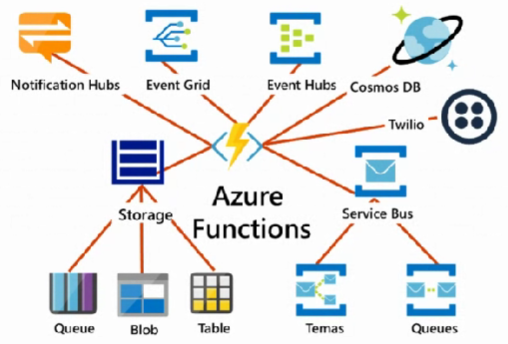 Notification Hubs
Event Grid
Event Hubs
Cosmos DB
Twilio
Azure
Functions
Storage
Service Bus
Queue
Blob
Table
Temas
Queues